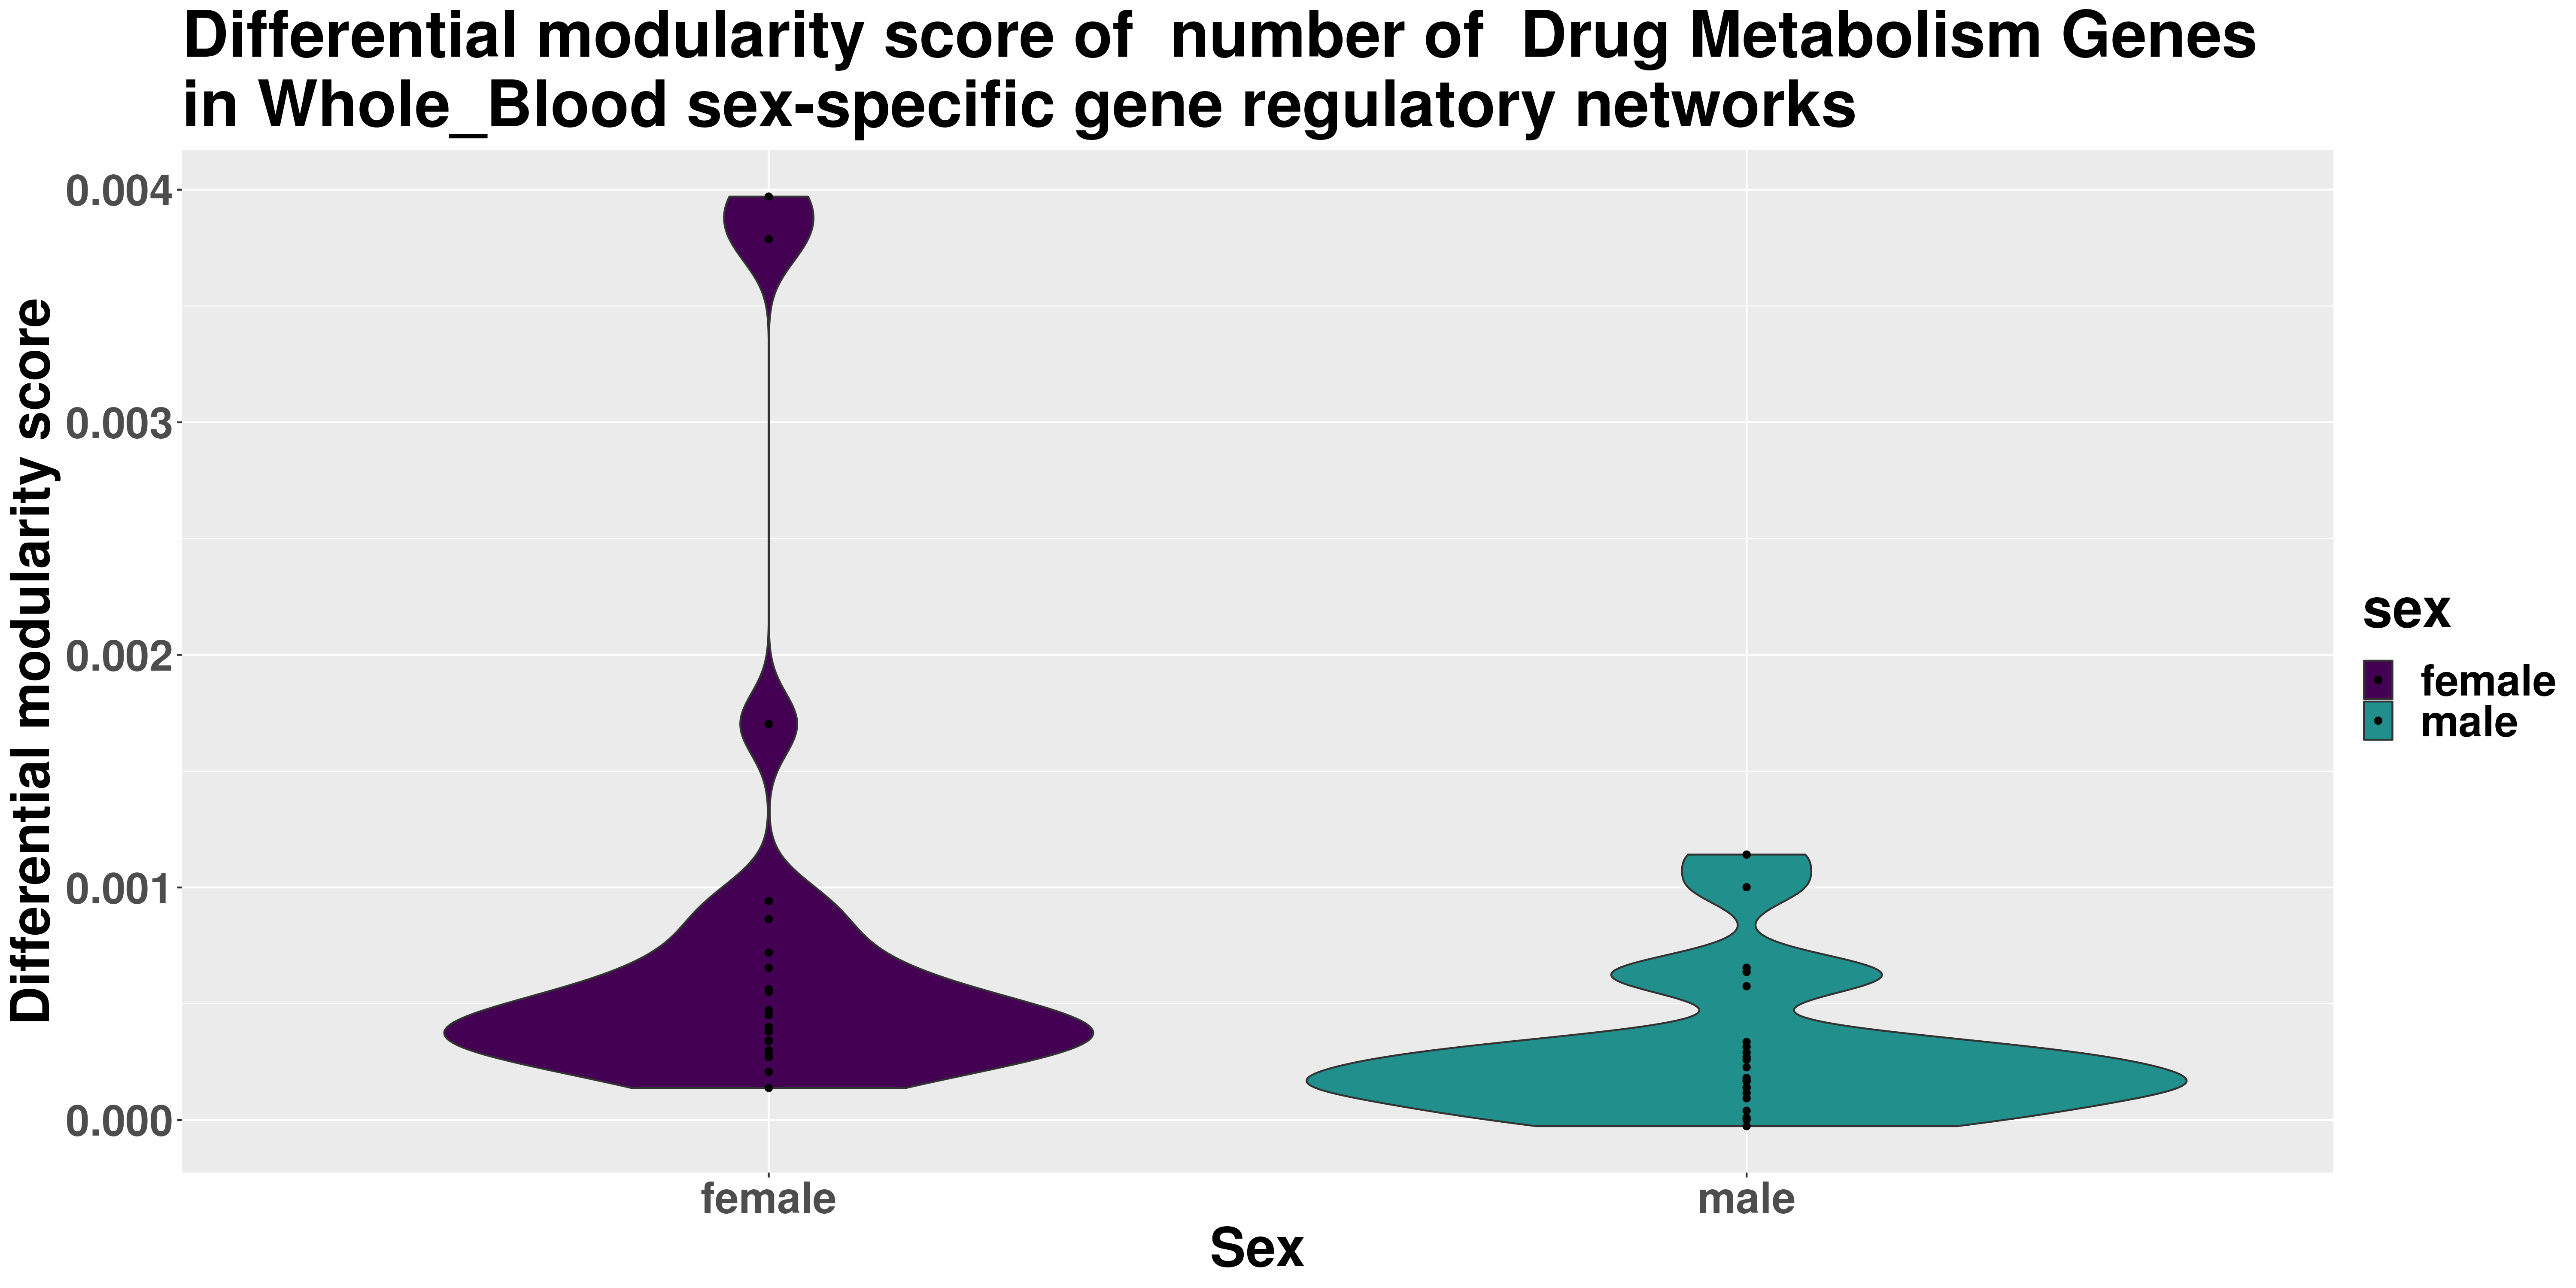 Differential modularity score of  number of  Drug Metabolism Genes
in Whole_Blood sex-specific gene regulatory networks
Differential modularity score
0.004
0.003
0.002
0.001
0.000
female
male
Sex
sex
female
male